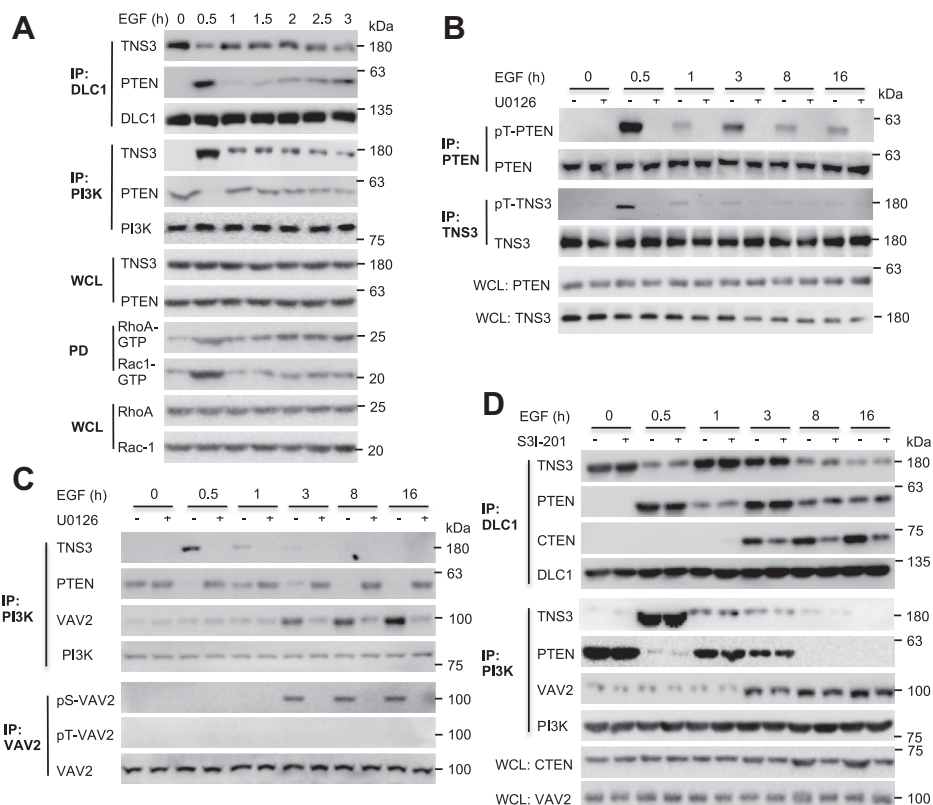 A
EGF (h) 0 0.5 1 1.5 2 2.5 3 kDa
IP: DLC1
TNS3 180
PTEN 63
DLC1 135
IP: PI3K
TNS3 180
PTEN 63
PI3K 75
WCL
TNS3 180
PTEN 63
PD
RhoA-GTP 25
Rac1-GTP 20
WCL
RhoA 25
Rac-1 20
B
EGF (h) 0 0.5 1 3 8 16
U0126 - + - + - + - + - + - + kDa
IP: PTEN
pT-PTEN 63
PTEN 63
IP: TNS3
pT-TNS3 180
TNS3 180
WCL: PTEN 63
WCL: TNS3 180
C
EGF (h) 0 0.5 1 3 8 16
U0126 - + - + - + - + - + - + kDa
IP: PI3K
TNS3 180
PTEN 63
VAV2 100
PI3K 75
IP: VAV2
pS-VAV2 100
pT-VAV2 100
VAV2 100
D
EGF (h) 0 0.5 1 3 8 16
S3I-201 - + - + - + - + - + - + kDa
IP: DLC1
TNS3 180
PTEN 63
CTEN 75
DLC1 135
IP: PI3K
TNS3 180
PTEN 63
VAV2 100
PI3K 75
WCL: CTEN 75
WCL: VAV2 100